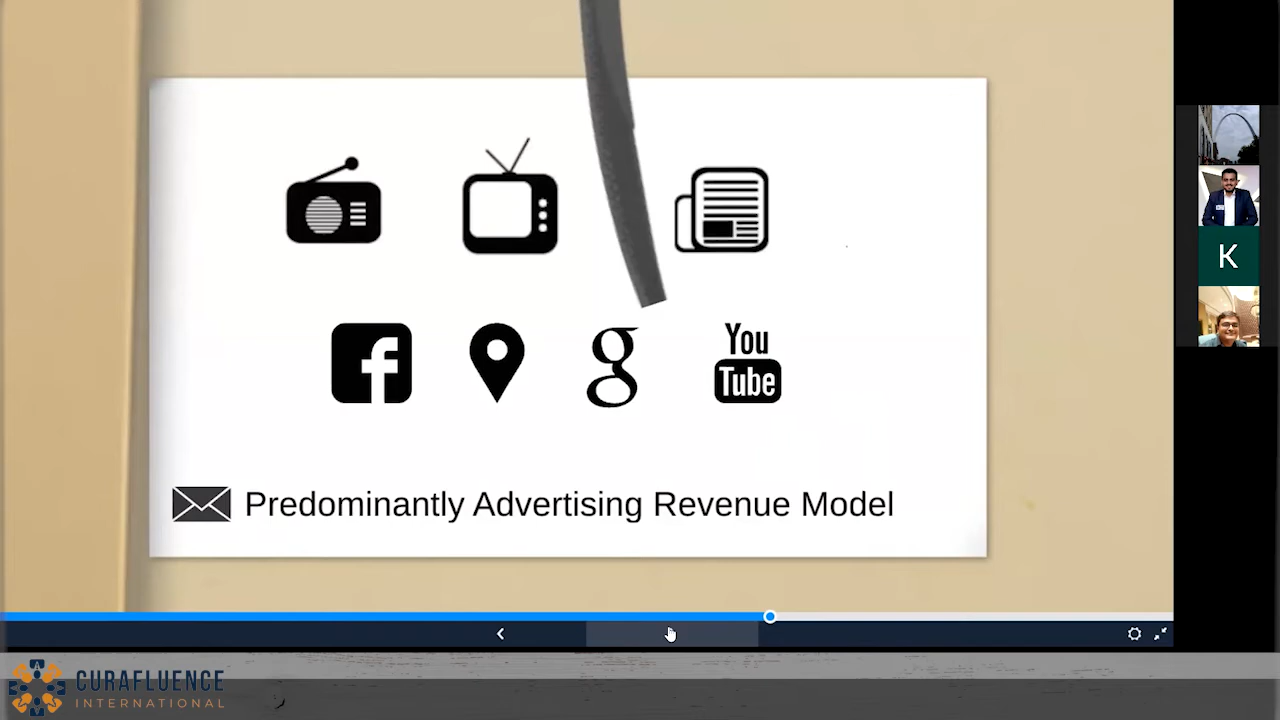 You
Tube
f
g
Predominantly Advertising Revenue Model
K
CURAFLUENCE
INTERNATIONAL